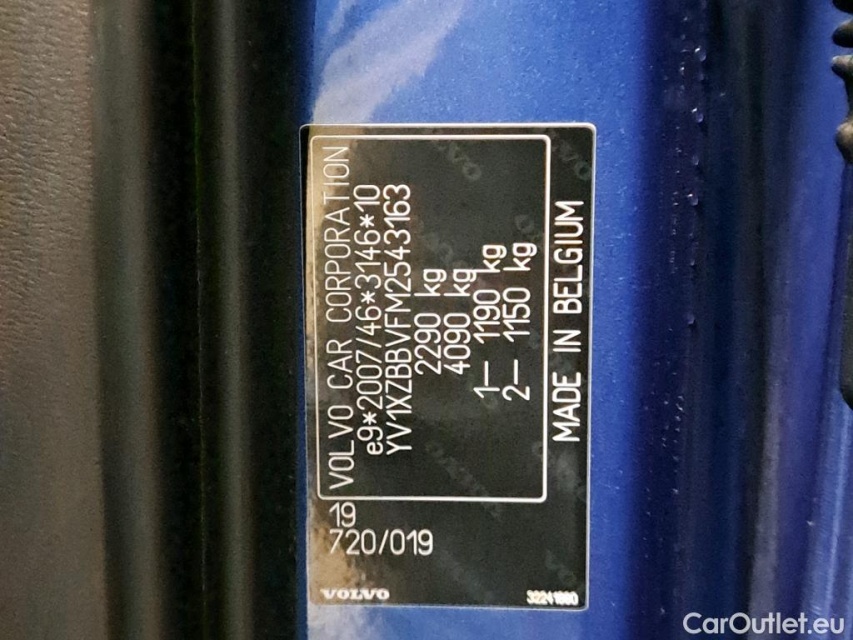 VOLVO CAR CORPORATION
e9*2007/46*3146*10
YV1XZBBVFM2543163
2290 kg
4090 kg
1– 1190 kg
2– 1150 kg
MADE IN BELGIUM
19
720/019
VOLVO
CarOutlet.eu